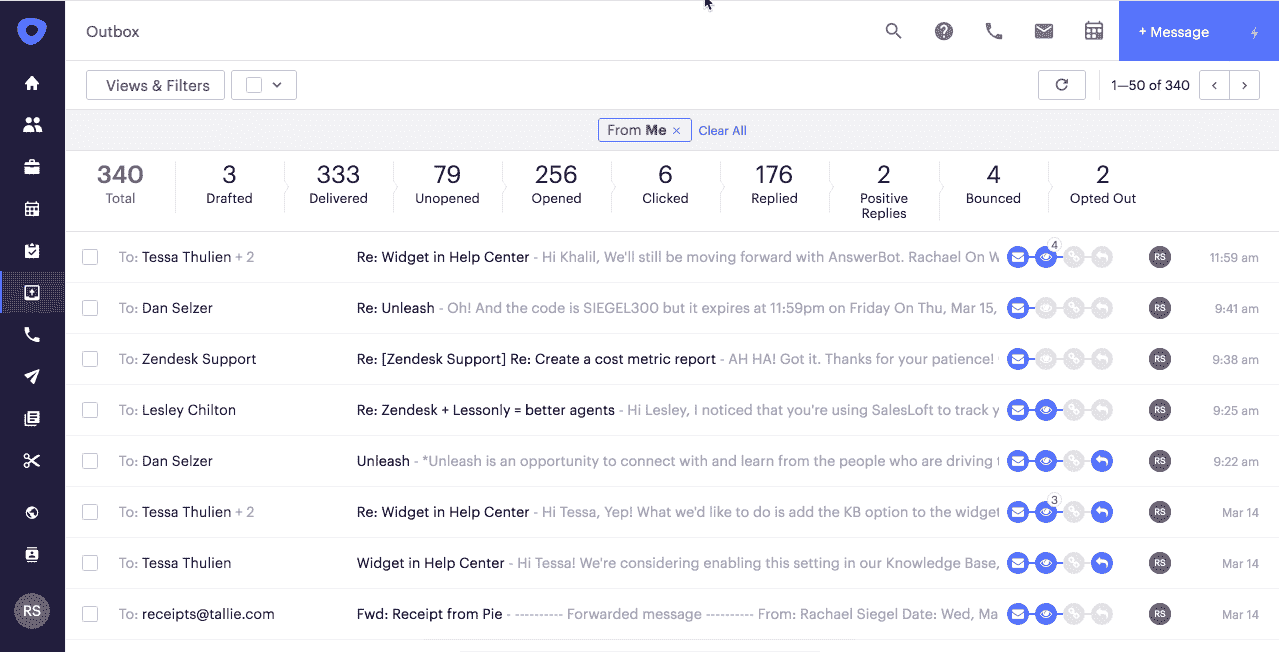 Outbox
+ Message
Views & Filters
1—50 of 340
From Me × Clear All
340 3 333 79 256 6 176 2 4 2
Total Drafted Delivered Unopened Opened Clicked Replied Positive Bounced Opted Out
Replies
To: Tessa Thulien + 2 Re: Widget in Help Center - Hi Khalil, We'll still be moving forward with AnswerBot. Rachael On W 4 RS 11:59 am
To: Dan Selzer Re: Unleash - Oh! And the code is SIEGEL300 but it expires at 11:59pm on Friday On Thu, Mar 15, RS 9:41 am
To: Zendesk Support Re: [Zendesk Support] Re: Create a cost metric report - AH HA! Got it. Thanks for your patience! RS 9:38 am
To: Lesley Chilton Re: Zendesk + Lessonly = better agents - Hi Lesley, I noticed that you're using SalesLoft to track y RS 9:25 am
To: Dan Selzer Unleash - *Unleash is an opportunity to connect with and learn from the people who are driving t RS 9:22 am
To: Tessa Thulien + 2 Re: Widget in Help Center - Hi Tessa, Yep! What we'd like to do is add the KB option to the widget 3 RS Mar 14
To: Tessa Thulien Widget in Help Center - Hi Tessa! We're considering enabling this setting in our Knowledge Base, RS Mar 14
To: receipts@tallie.com Fwd: Receipt from Pie - ---------- Forwarded message ---------- From: Rachael Siegel Date: Wed, Ma RS Mar 14
RS